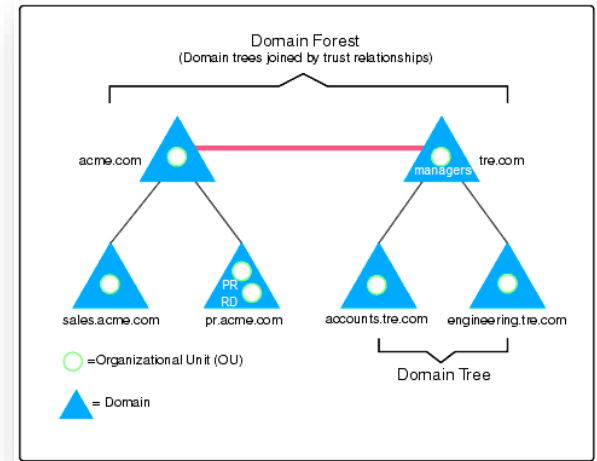 Domain Forest
(Domain trees joined by trust relationships)
acme.com
tre.com
managers
PR
RD
sales.acme.com
pr.acme.com
accounts.tre.com
engineering.tre.com
=Organizational Unit (OU)
Domain Tree
= Domain